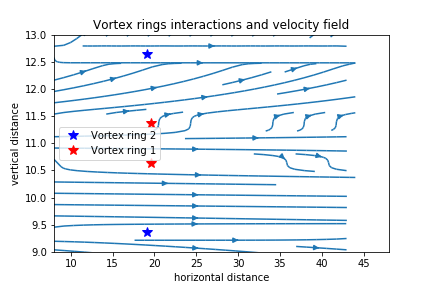 Vortex rings interactions and velocity field
13.0
12.5
12.0
11.5
11.0
10.5
10.0
9.5
9.0
vertical distance
Vortex ring 2
Vortex ring 1
10 15 20 25 30 35 40 45
horizontal distance